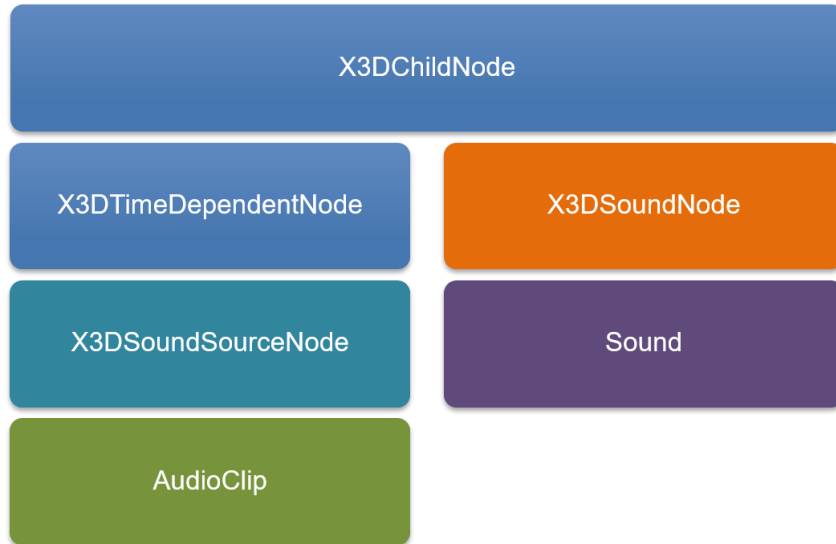 X3DChildNode
X3DTimeDependentNode
X3DSoundNode
X3DSoundSourceNode
Sound
AudioClip